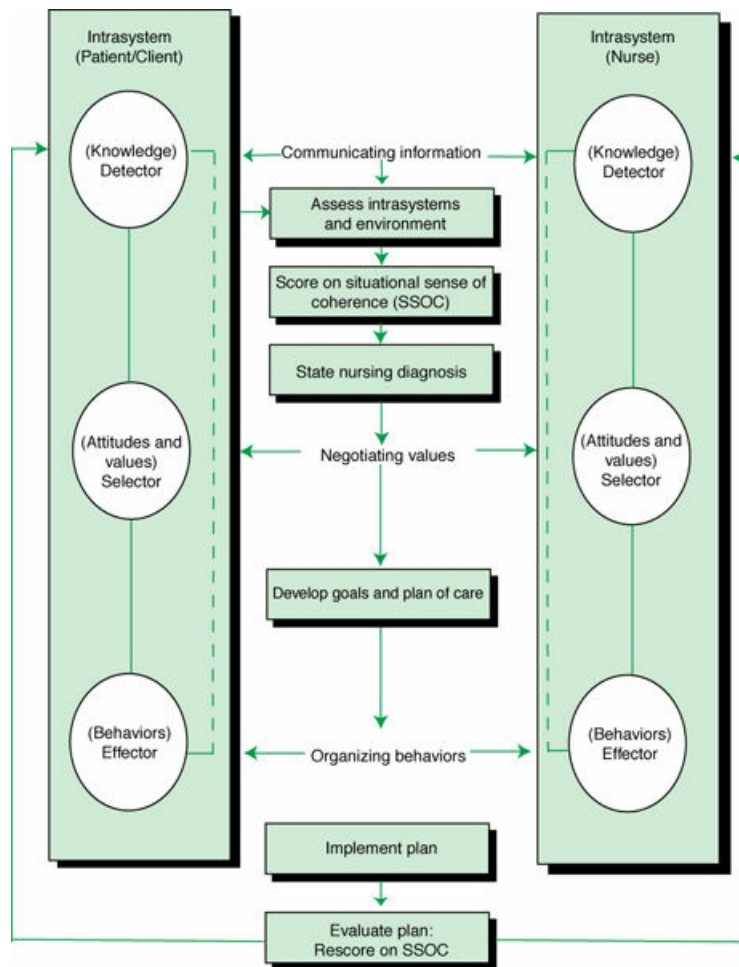 Intrasystem
(Patient/Client)
Intrasystem
(Nurse)
(Knowledge)
Detector
Communicating information
(Knowledge)
Detector
Assess intrasystems
and environment
Score on situational sense of
coherence (SSOC)
State nursing diagnosis
(Attitudes and
values)
Selector
Negotiating values
(Attitudes and
values)
Selector
Develop goals and plan of care
(Behaviors)
Effector
Organizing behaviors
(Behaviors)
Effector
Implement plan
Evaluate plan:
Rescore on SSOC